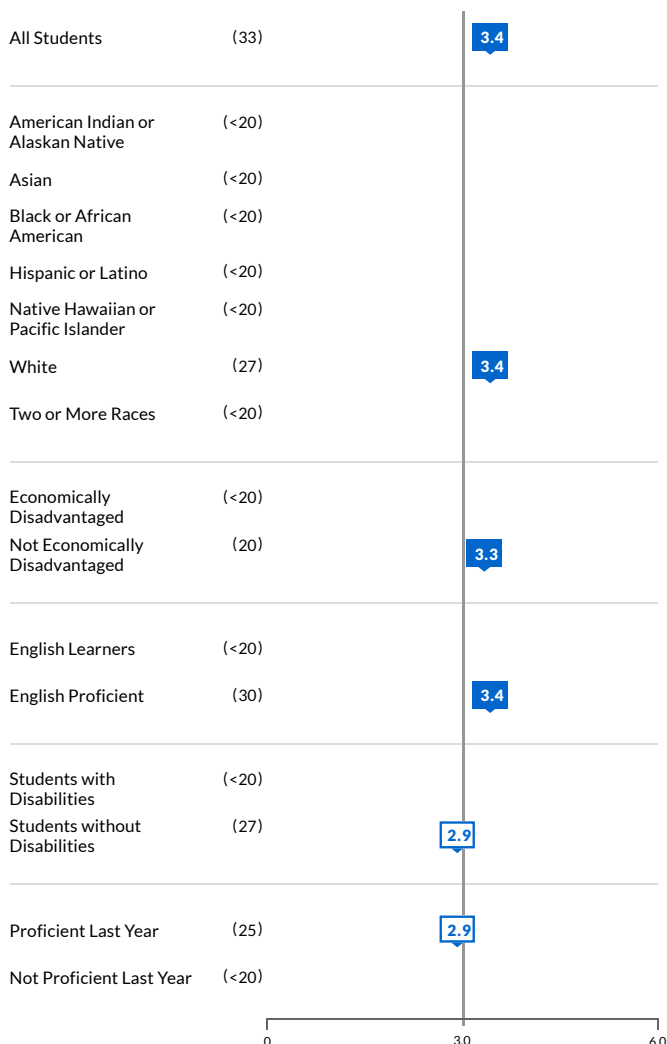 All Students (33) 3.4
American Indian or (<20)
Alaskan Native
Asian (<20)
Black or African (<20)
American
Hispanic or Latino (<20)
Native Hawaiian or (<20)
Pacific Islander
White (27) 3.4
Two or More Races (<20)
Economically (<20)
Disadvantaged
Not Economically (20) 3.3
Disadvantaged
English Learners (<20)
English Proficient (30) 3.4
Students with (<20)
Disabilities
Students without (27) 2.9
Disabilities
Proficient Last Year (25) 2.9
Not Proficient Last Year (<20)
0 3.0 6.0